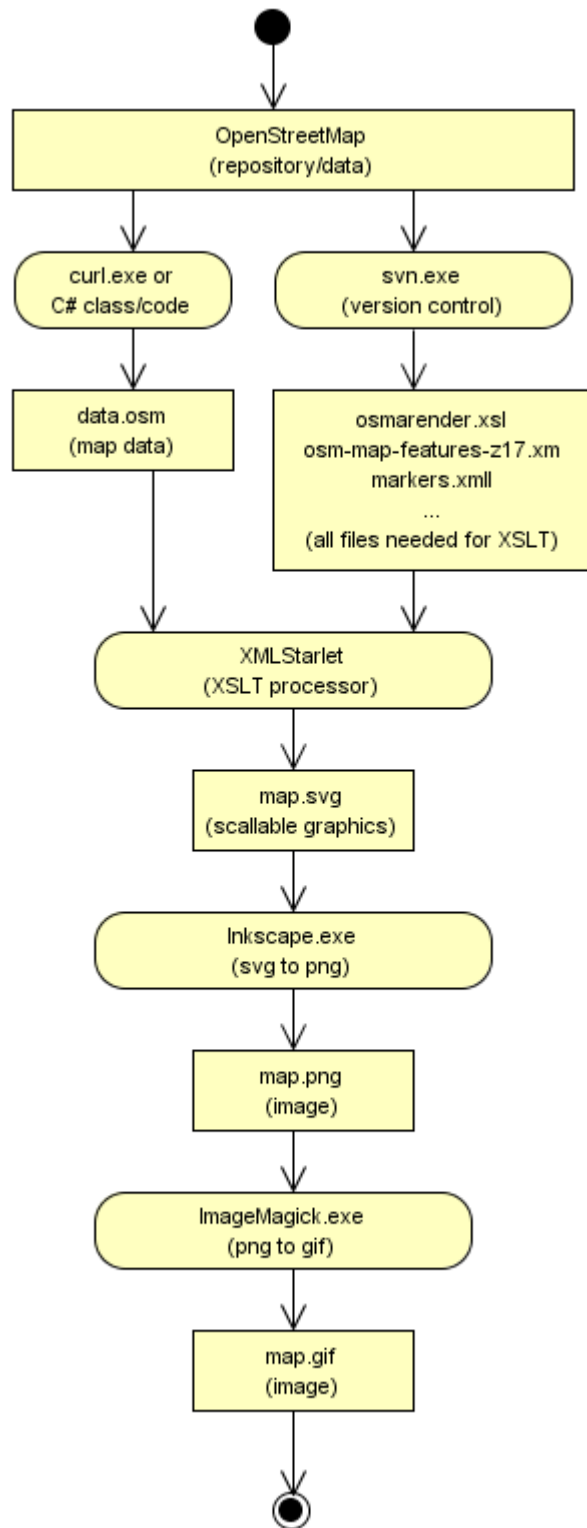 OpenStreetMap
(repository/data)
curl.exe or
C# class/code
svn.exe
(version control)
data.osm
(map data)
osmarender.xsl
osm-map-features-z17.xm
markers.xmll
...
(all files needed for XSLT)
XMLStarlet
(XSLT processor)
map.svg
(scallable graphics)
Inkscape.exe
(svg to png)
map.png
(image)
ImageMagick.exe
(png to gif)
map.gif
(image)